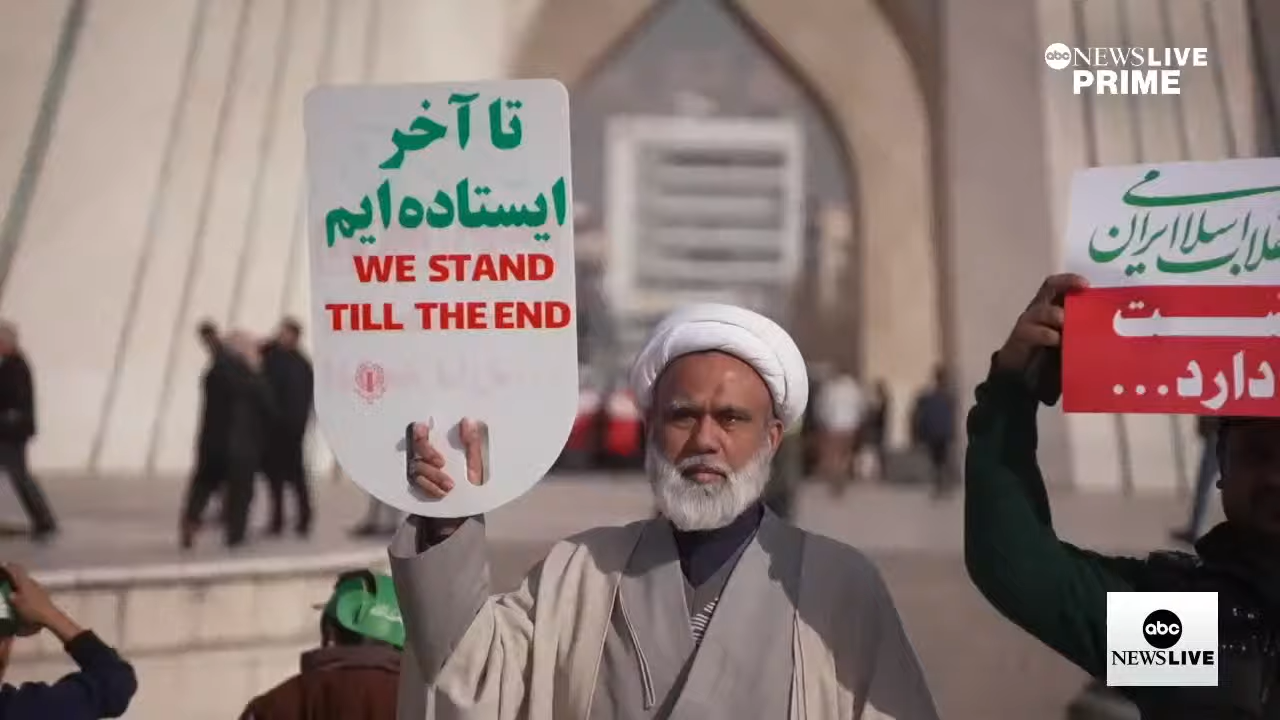 abc NEWS LIVE
PRIME
تا آخر
ایستاده‌ایم
WE STAND
TILL THE END
اسلامی
ایران
دارد...
abc
NEWS LIVE